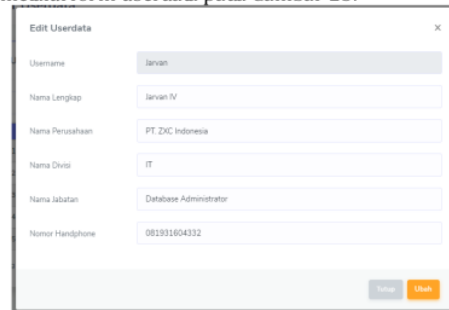 Edit Userdata ×
Username Jarvan
Nama Lengkap Jarvan IV
Nama Perusahaan PT. ZXC Indonesia
Nama Divisi IT
Nama Jabatan Database Administrator
Nomor Handphone 081931604332
Tutup Ubah